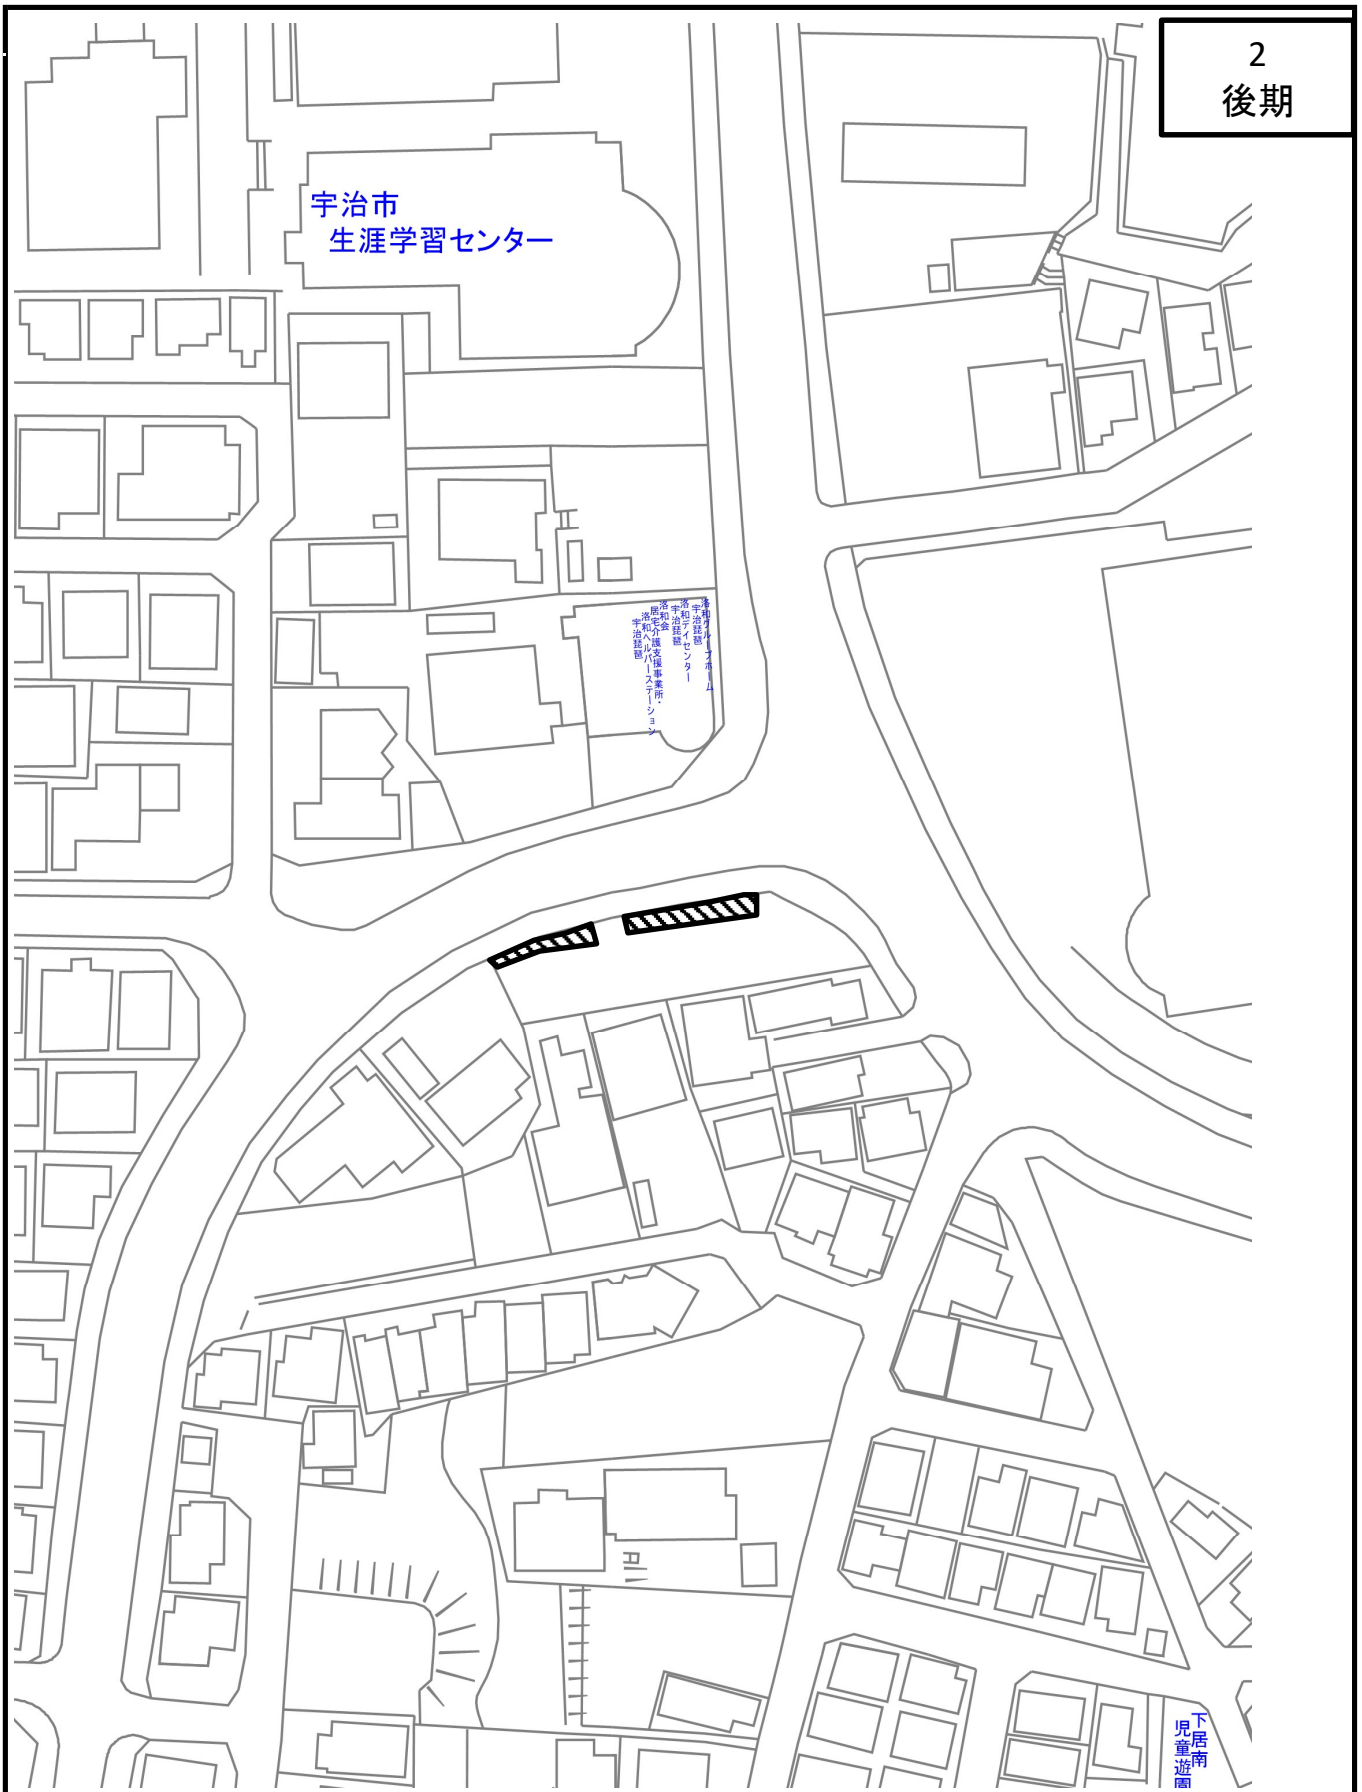 2
後期
宇治市
生涯学習センター
洛和グループホーム
宇治琵琶
洛和デイセンター
宇治琵琶
洛和会
居宅介護支援事業所・
洛和ヘルパーステーション
宇治琵琶
下居南
児童遊園